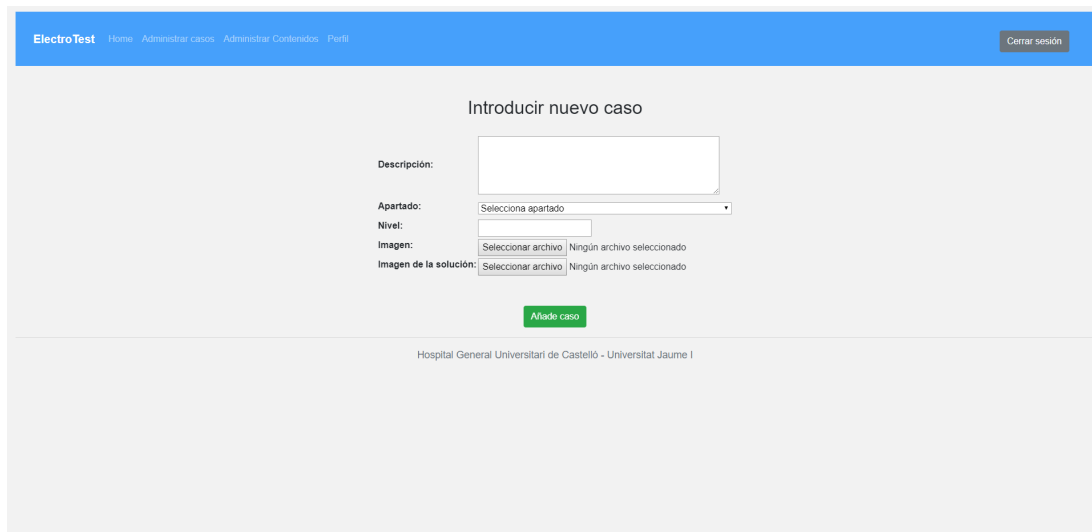 ElectroTest Home Administrar casos Administrar Contenidos Perfil Cerrar sesión
Introducir nuevo caso
Descripción:
Apartado: Selecciona apartado
Nivel:
Imagen: Seleccionar archivo Ningún archivo seleccionado
Imagen de la solución: Seleccionar archivo Ningún archivo seleccionado
Añade caso
Hospital General Universitari de Castelló - Universitat Jaume I